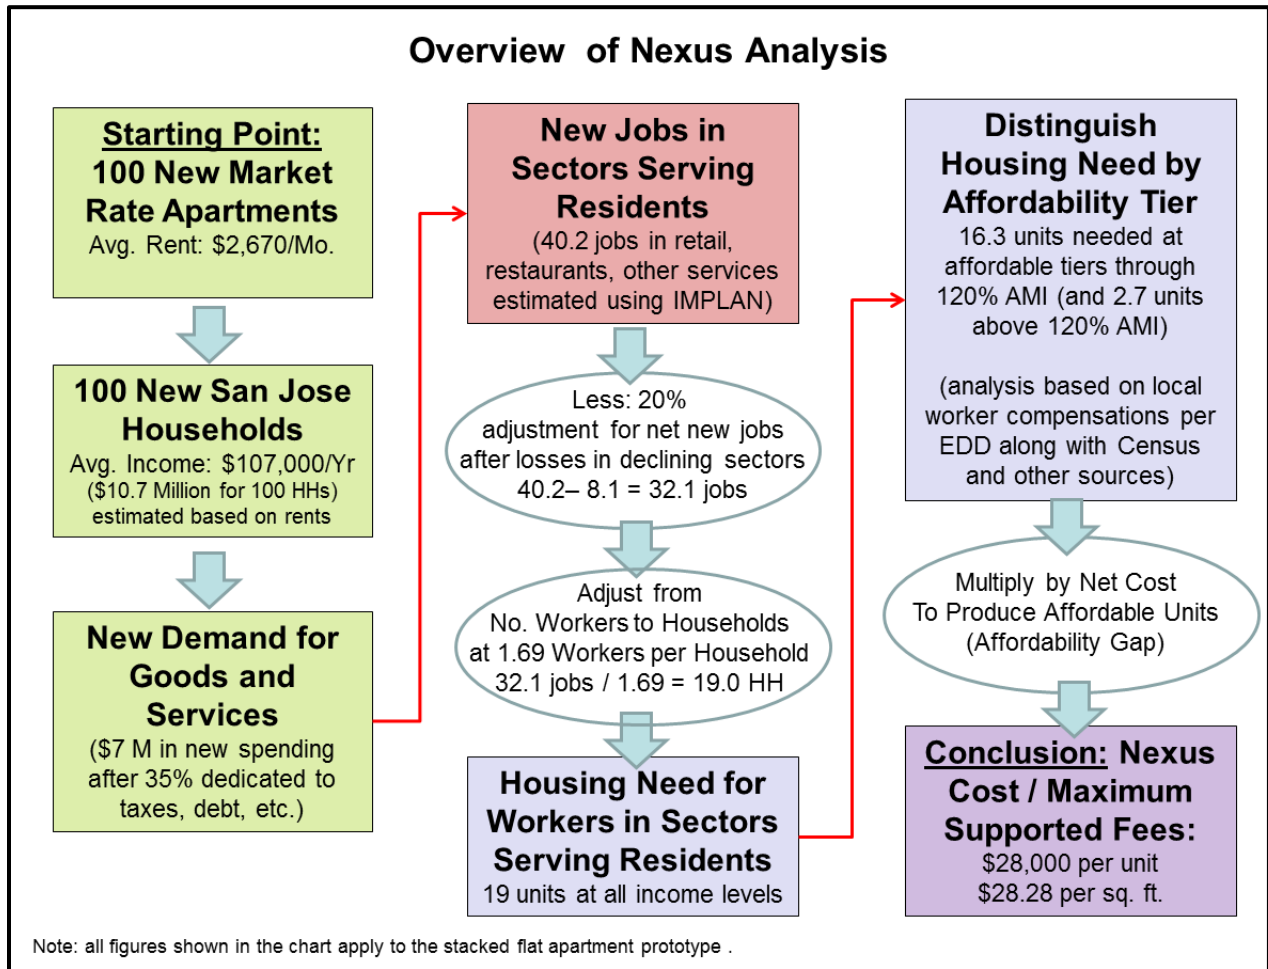 Overview of Nexus Analysis
Starting Point:
100 New Market
Rate Apartments
Avg. Rent: $2,670/Mo.
100 New San Jose
Households
Avg. Income: $107,000/Yr
($10.7 Million for 100 HHs)
estimated based on rents
New Demand for
Goods and
Services
($7 M in new spending
after 35% dedicated to
taxes, debt, etc.)
New Jobs in
Sectors Serving
Residents
(40.2 jobs in retail,
restaurants, other services
estimated using IMPLAN)
Less: 20%
adjustment for net new jobs
after losses in declining sectors
40.2– 8.1 = 32.1 jobs
Adjust from
No. Workers to Households
at 1.69 Workers per Household
32.1 jobs / 1.69 = 19.0 HH
Housing Need for
Workers in Sectors
Serving Residents
19 units at all income levels
Distinguish
Housing Need by
Affordability Tier
16.3 units needed at
affordable tiers through
120% AMI (and 2.7 units
above 120% AMI)
(analysis based on local
worker compensations per
EDD along with Census
and other sources)
Multiply by Net Cost
To Produce Affordable Units
(Affordability Gap)
Conclusion: Nexus
Cost / Maximum
Supported Fees:
$28,000 per unit
$28.28 per sq. ft.
Note: all figures shown in the chart apply to the stacked flat apartment prototype .